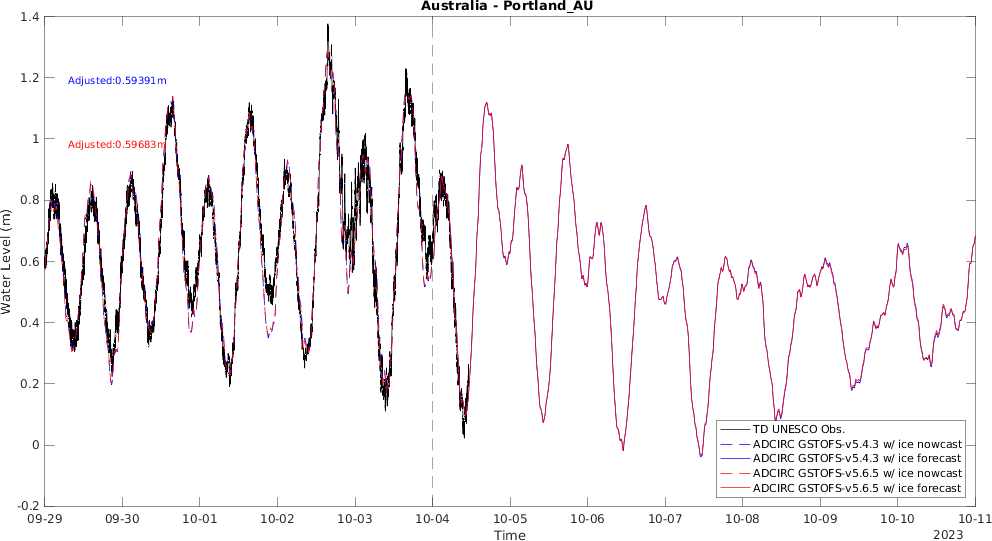 Australia - Portland_AU
1.4
1.2
1
0.8
0.6
0.4
0.2
0
-0.2
Water Level (m)
Adjusted:0.59391m
Adjusted:0.59683m
TD UNESCO Obs.
ADCIRC GSTOFS-v5.4.3 w/ ice nowcast
ADCIRC GSTOFS-v5.4.3 w/ ice forecast
ADCIRC GSTOFS-v5.6.5 w/ ice nowcast
ADCIRC GSTOFS-v5.6.5 w/ ice forecast
09-29 09-30 10-01 10-02 10-03 10-04 10-05 10-06 10-07 10-08 10-09 10-10 10-11
Time
2023